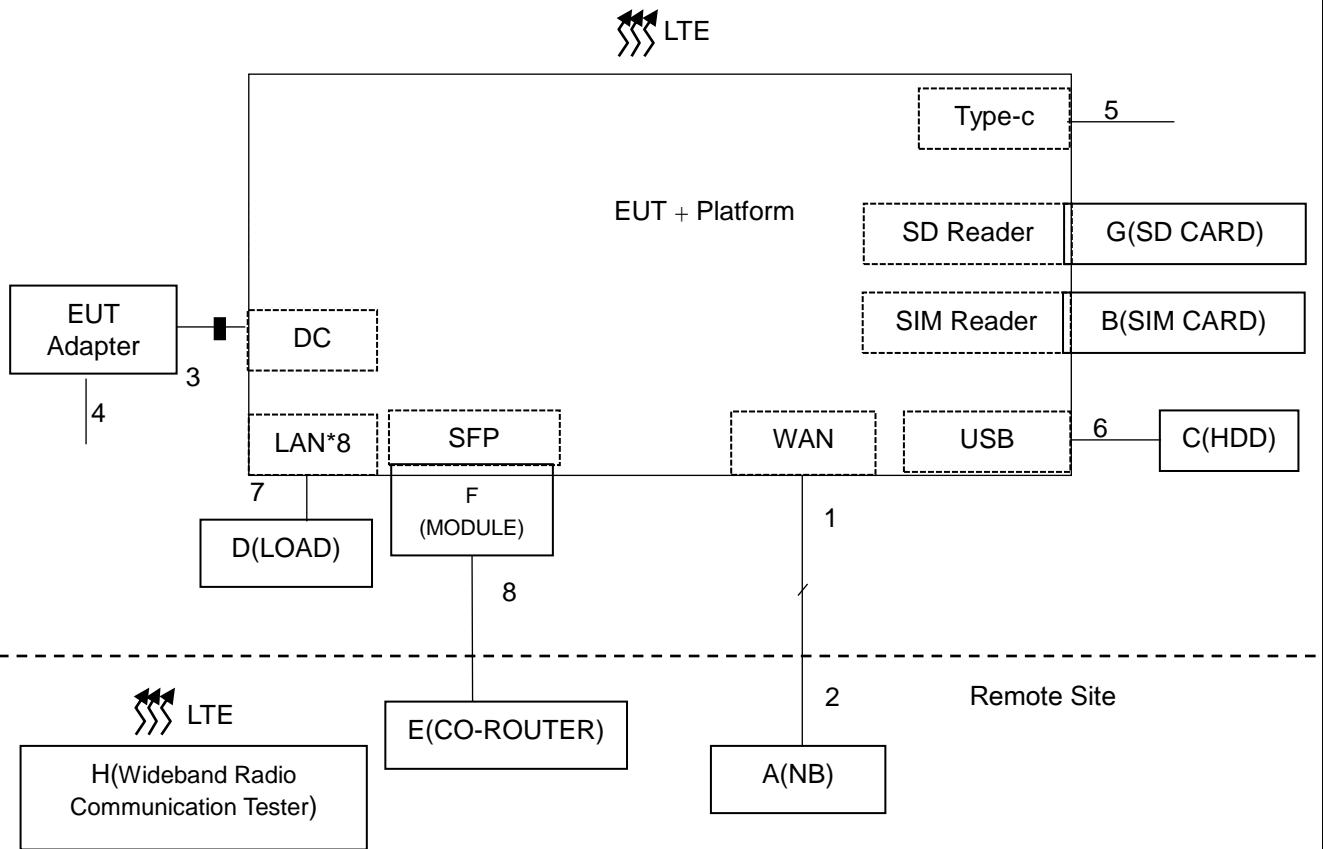 LTE
Type-c
5
EUT + Platform
SD Reader
G(SD CARD)
SIM Reader
B(SIM CARD)
EUT
Adapter
3
4
DC
LAN*8
SFP
WAN
USB
6
C(HDD)
7
F
(MODULE)
D(LOAD)
1
8
2
Remote Site
LTE
E(CO-ROUTER)
A(NB)
H(Wideband Radio
Communication Tester)